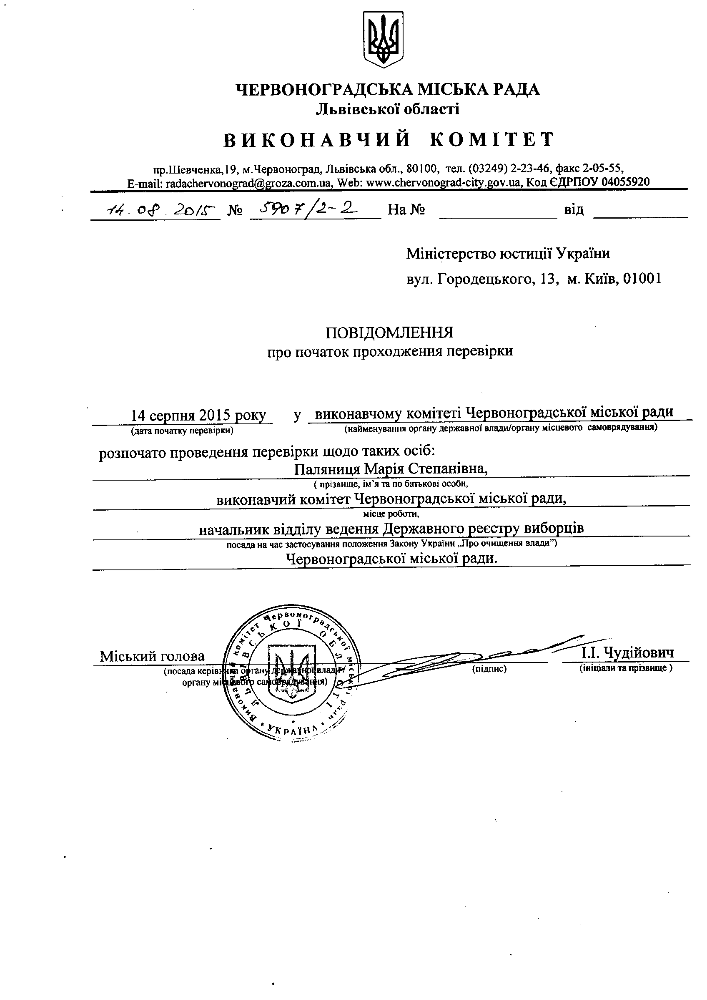 ЧЕРВОНОГРАДСЬКА МІСЬКА РАДА
Львівської області
ВИКОНАВЧИЙ КОМІТЕТ
пр.Шевченка,19, м.Червоноград, Львівська обл., 80100, тел. (03249) 2-23-46, факс 2-05-55,
E-mail: radachervonograd@groza.com.ua, Web: www.chervonograd-city.gov.ua, Код ЄДРПОУ 04055920
14.08.2015 № 5907/2-2 На № від
Міністерство юстиції України
вул. Городецького, 13, м. Київ, 01001
ПОВІДОМЛЕННЯ
про початок проходження перевірки
14 серпня 2015 року у виконавчому комітеті Червоноградської міської ради
(дата початку перевірки) (найменування органу державної влади/органу місцевого самоврядування)
розпочато проведення перевірки щодо таких осіб:
Паляниця Марія Степанівна,
( прізвище, ім’я та по батькові особи,
виконавчий комітет Червоноградської міської ради,
місце роботи,
начальник відділу ведення Державного реєстру виборців
посада на час застосування положення Закону України „Про очищення влади”)
Червоноградської міської ради.
Міський голова І.І. Чудійович
(посада керівника органу державної влади/ (підпис) (ініціали та прізвище )
органу місцевого самоврядування)
Виконавчий комітет Червоноградської міської ради
ЛЬВІВСЬКОЇ ОБЛАСТІ
* УКРАЇНА *